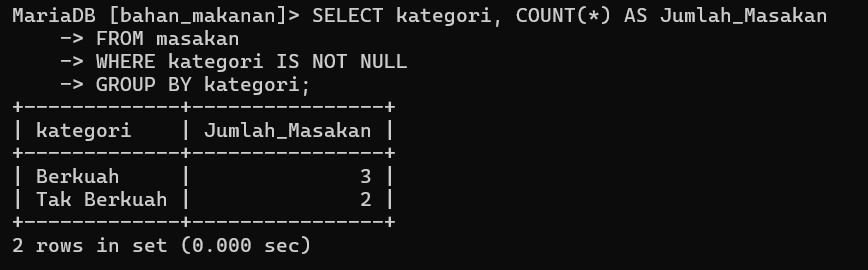 MariaDB [bahan_makanan]> SELECT kategori, COUNT(*) AS Jumlah_Masakan
    -> FROM masakan
    -> WHERE kategori IS NOT NULL
    -> GROUP BY kategori;
+-------------+----------------+
| kategori    | Jumlah_Masakan |
+-------------+----------------+
| Berkuah     |              3 |
| Tak Berkuah |              2 |
+-------------+----------------+
2 rows in set (0.000 sec)